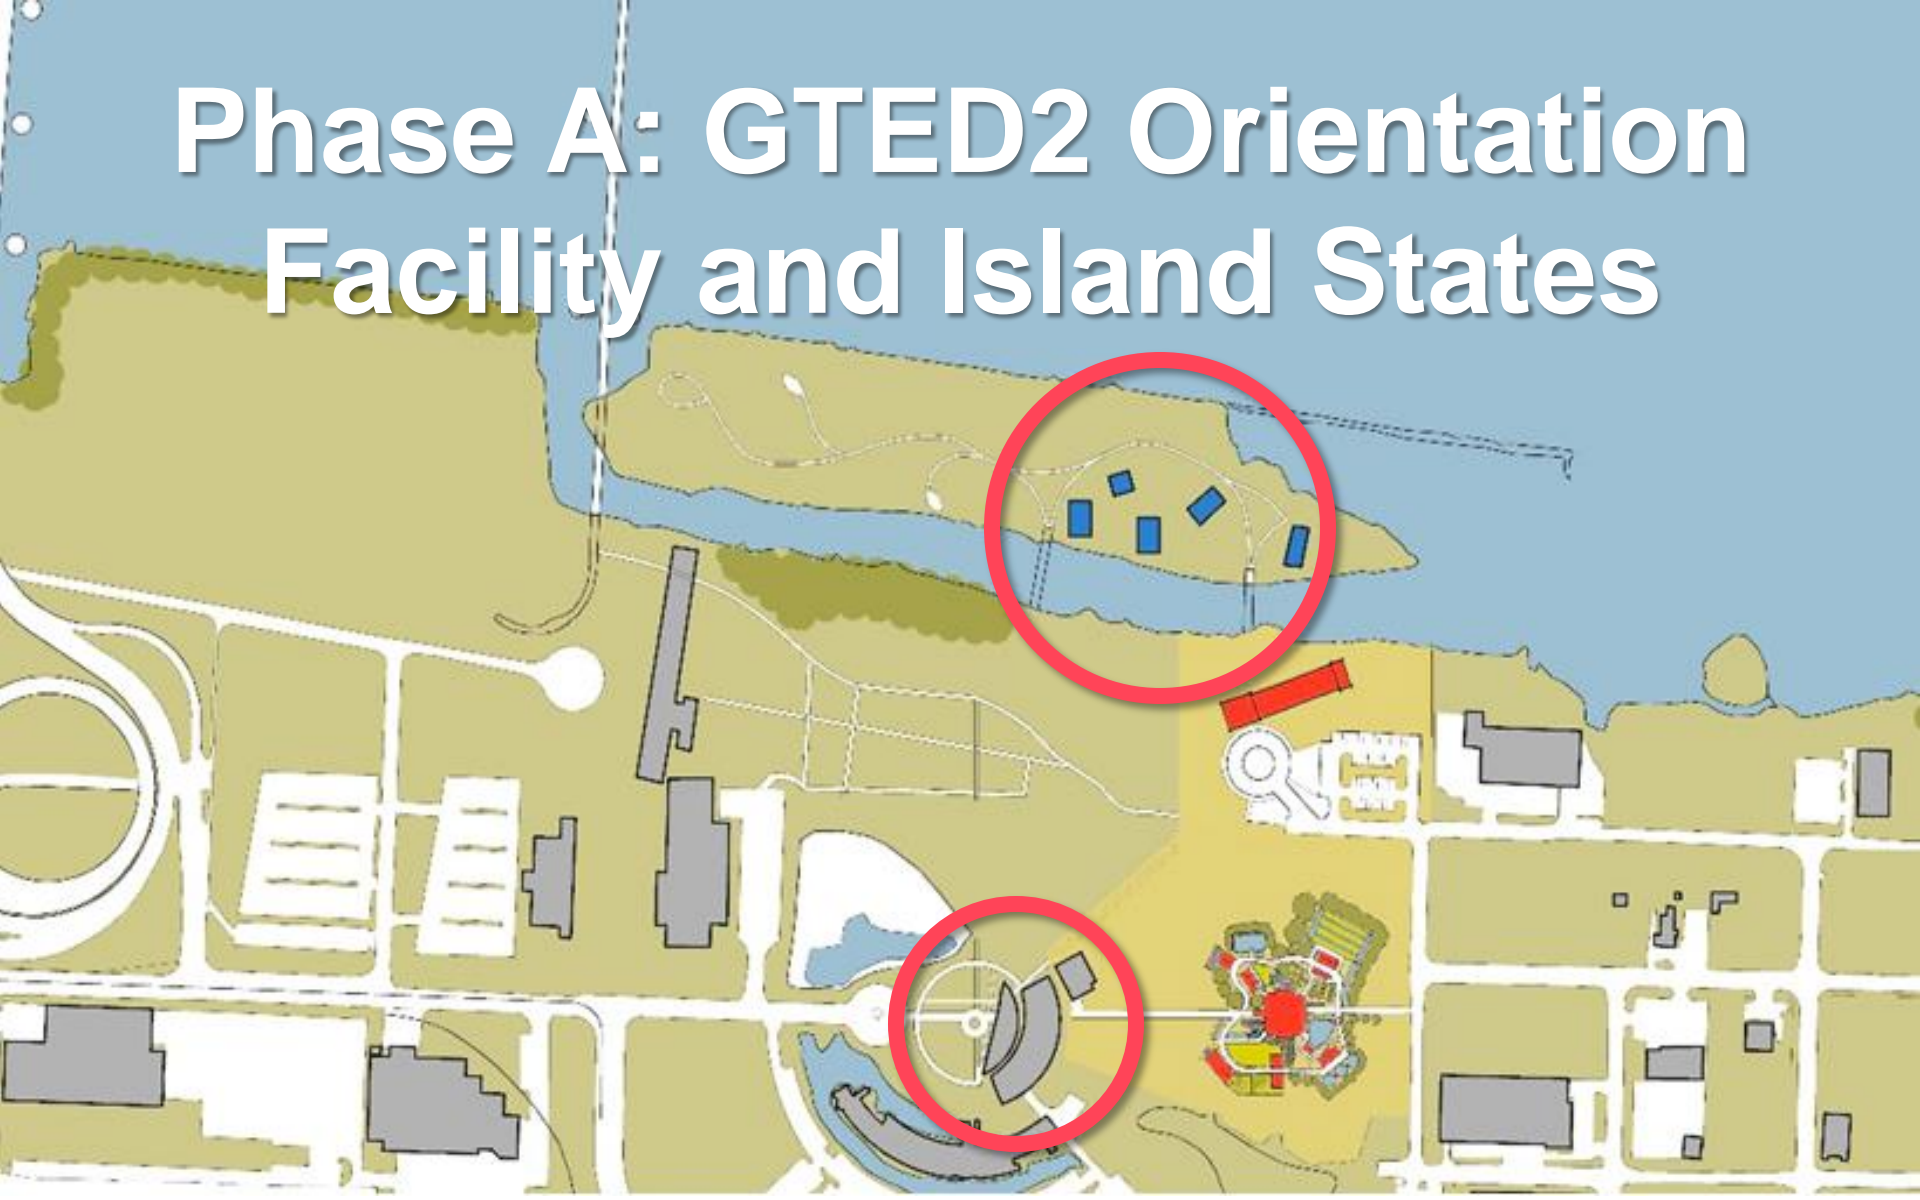 Phase A: GTED2 Orientation
Facility and Island States